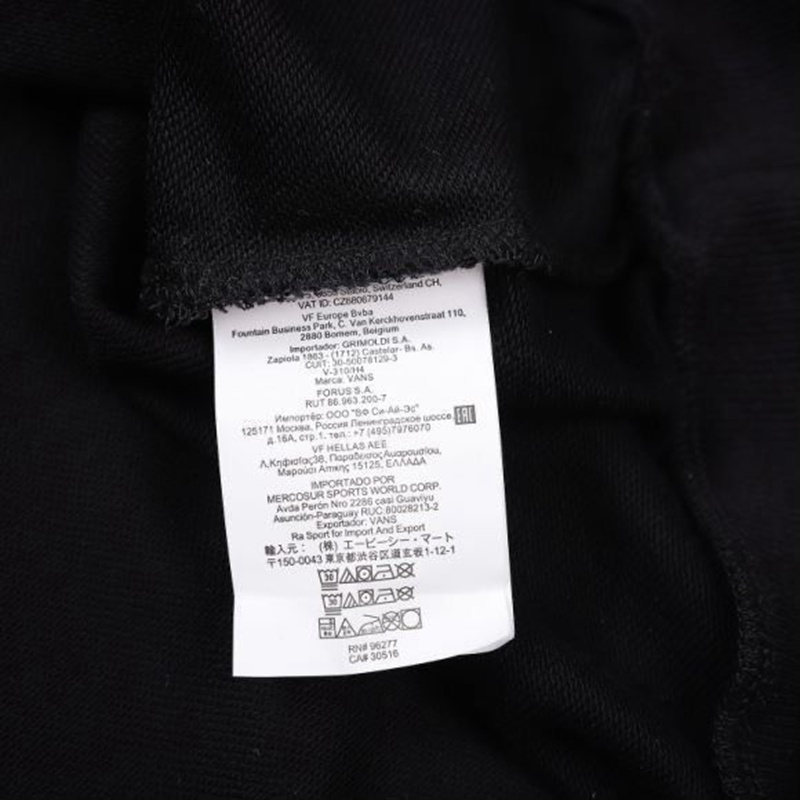 Switzerland CH,
VAT ID: CZ680679144
VF Europe Bvba
Fountain Business Park, C. Van Kerckhovenstraat 110,
2880 Bornem, Belgium
Importador: GRIMOLDI S.A.
Zapiola 1863 - (1712) Castelar- Bs. As.
CUIT: 30-50078129-3
V-310/H4
Marca: VANS
FORUS S.A.
RUT 86.963.200-7
Импортёр: ООО "ВФ Си-Ай-Эс"
125171 Москва, Россия Ленинградское шоссе, EAC
д.16А, стр.1, тел.: +7 (495)7976070
VF HELLAS AEE
Λ.Κηφισίας38, Παραδεισος Αμαρουσίου,
Μαρούσι Αττικης 15125, ΕΛΛΑΔΑ
IMPORTADO POR
MERCOSUR SPORTS WORLD CORP.
Avda Perón Nro 2286 casi Guaviyu
Asunción-Paraguay RUC:80028213-2
Exportador: VANS
Ra Sport for Import And Export
輸入元: (株) エービーシー・マート
〒150-0043 東京都渋谷区道玄坂1-12-1
30
30
RN# 96277
CA# 30516